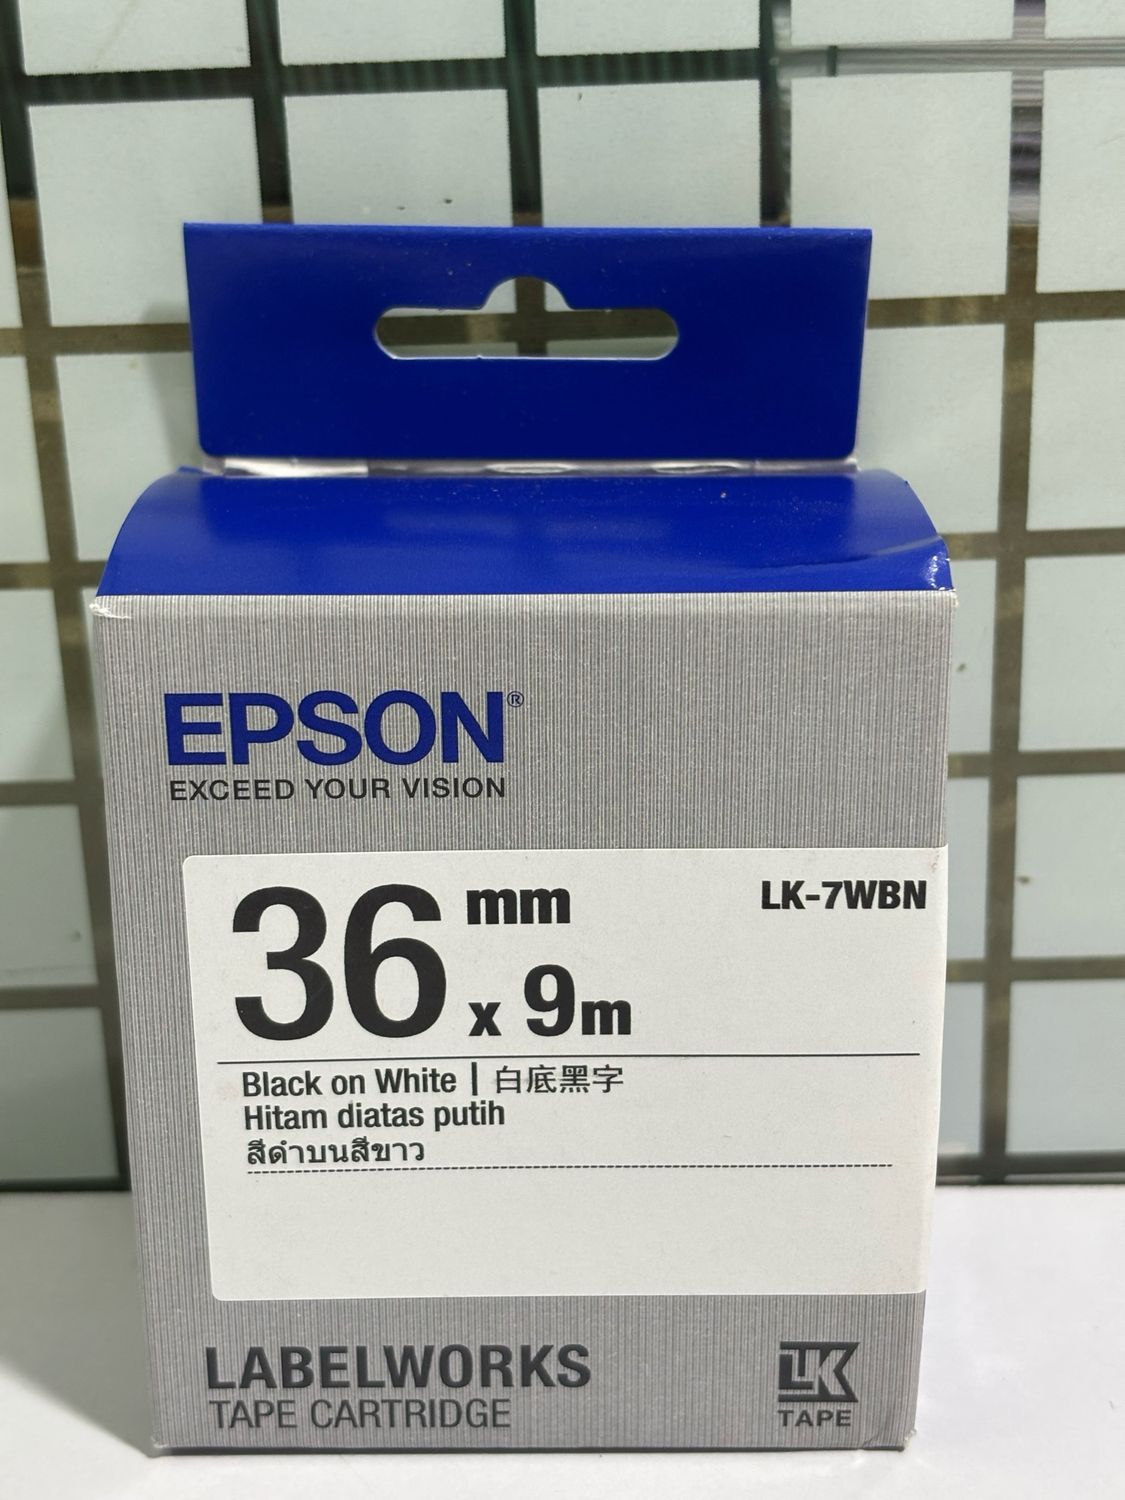 EPSON®
EXCEED YOUR VISION
36 mm x 9m
LK-7WBN
Black on White | 白底黑字
Hitam diatas putih
สีดำบนสีขาว
LABELWORKS
TAPE CARTRIDGE
LK
TAPE